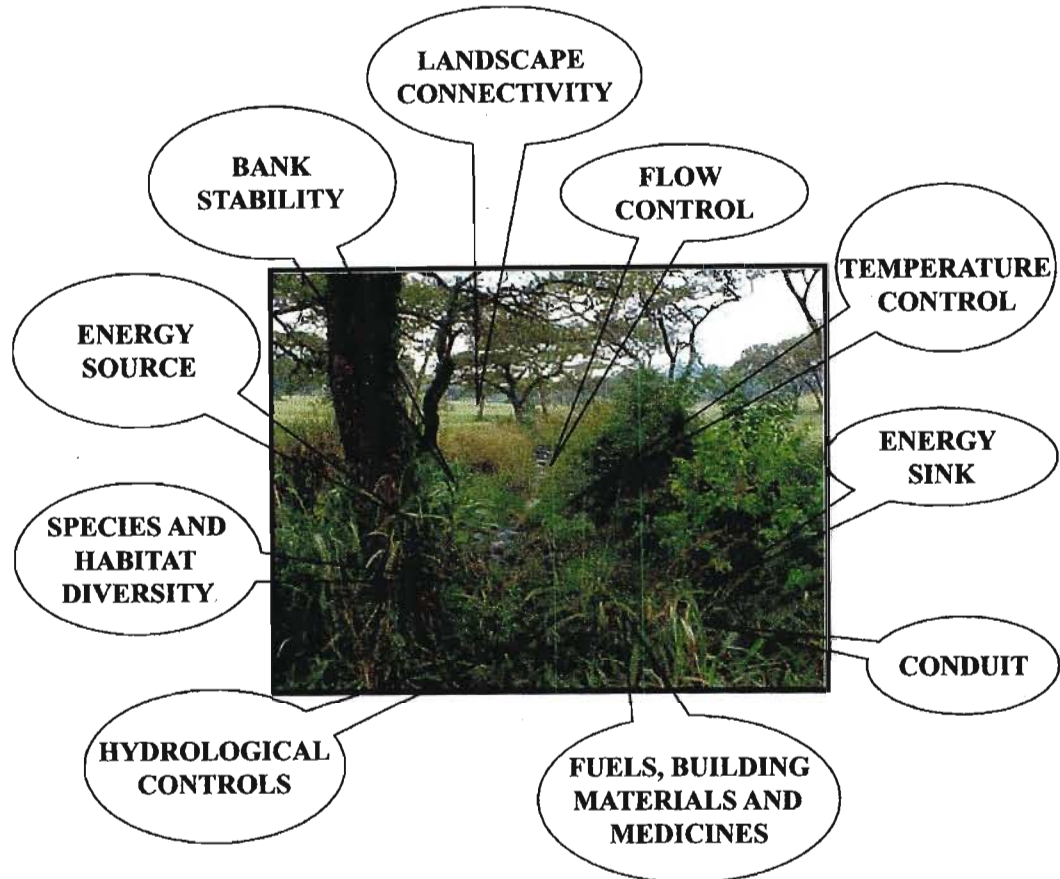 LANDSCAPE
CONNECTIVITY
BANK
STABILITY
FLOW
CONTROL
TEMPERATURE
CONTROL
ENERGY
SOURCE
ENERGY
SINK
SPECIES AND
HABITAT
DIVERSITY
CONDUIT
HYDROLOGICAL
CONTROLS
FUELS, BUILDING
MATERIALS AND
MEDICINES